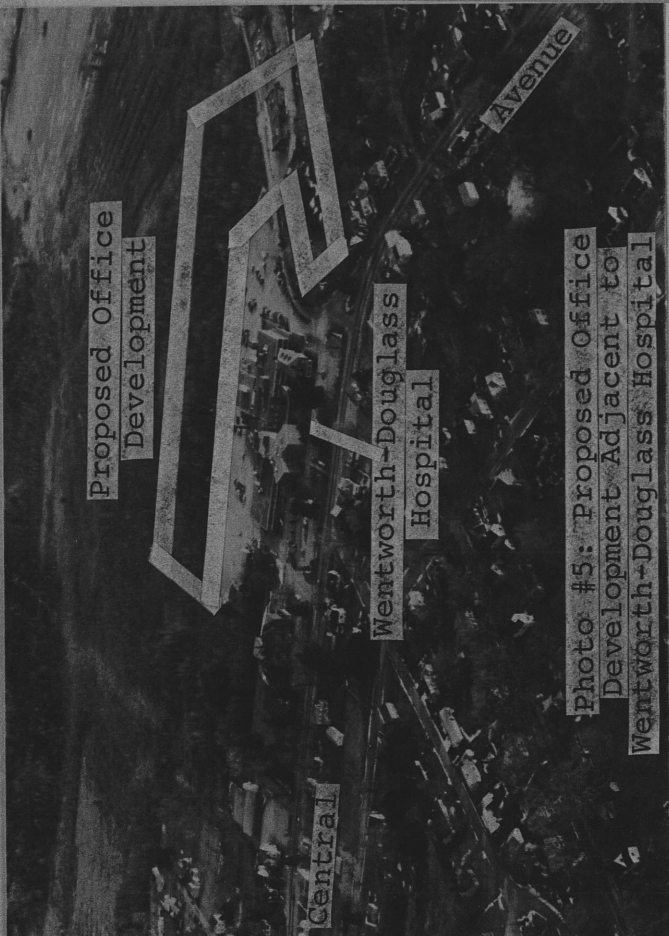 Proposed Office
Development
Avenue
Wentworth-Douglass
Hospital
Central
Photo #5: Proposed Office
Development Adjacent to
Wentworth-Douglass Hospital